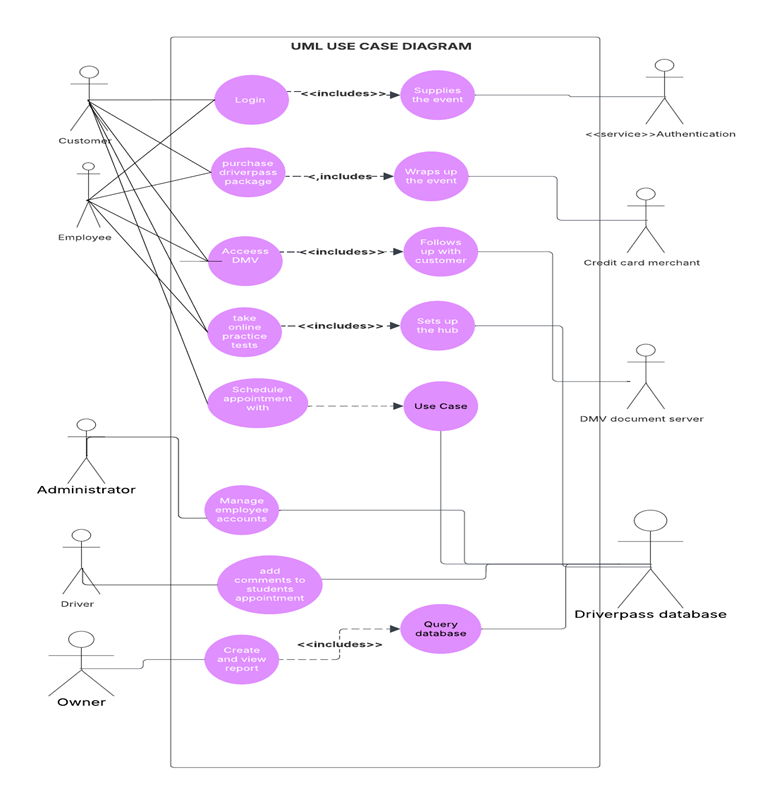 UML USE CASE DIAGRAM
Login
<<includes>>
Supplies
the event
Customer
<<service>>Authentication
purchase
driverpass
package
<,includes
Wraps up
the event
Employee
Credit card merchant
Acceess
DMV
<<includes>>
Follows
up with
customer
take
online
practice
tests
<<includes>>
Sets up
the hub
Schedule
appointment
with
Use Case
DMV document server
Administrator
Manage
employee
accounts
Driver
add
comments to
students
appointment
Driverpass database
Owner
Create
and view
report
<<includes>>
Query
database